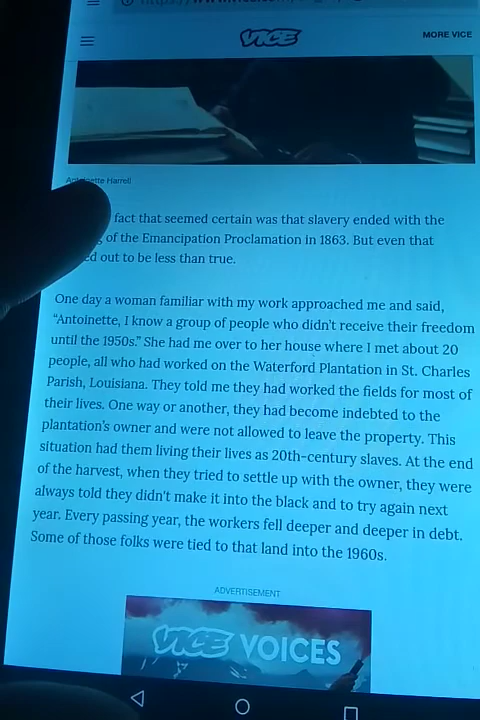 VICE
MORE VICE
Harrell
fact that seemed certain was that slavery ended with the
of the Emancipation Proclamation in 1863. But even that
out to be less than true.
One day a woman familiar with my work approached me and said,
“Antoinette, I know a group of people who didn’t receive their freedom
until the 1950s.” She had me over to her house where I met about 20
people, all who had worked on the Waterford Plantation in St. Charles
Parish, Louisiana. They told me they had worked the fields for most of
their lives. One way or another, they had become indebted to the
plantation’s owner and were not allowed to leave the property. This
situation had them living their lives as 20th-century slaves. At the end
of the harvest, when they tried to settle up with the owner, they were
always told they didn’t make it into the black and to try again next
year. Every passing year, the workers fell deeper and deeper in debt.
Some of those folks were tied to that land into the 1960s.
ADVERTISEMENT
VICE VOICES